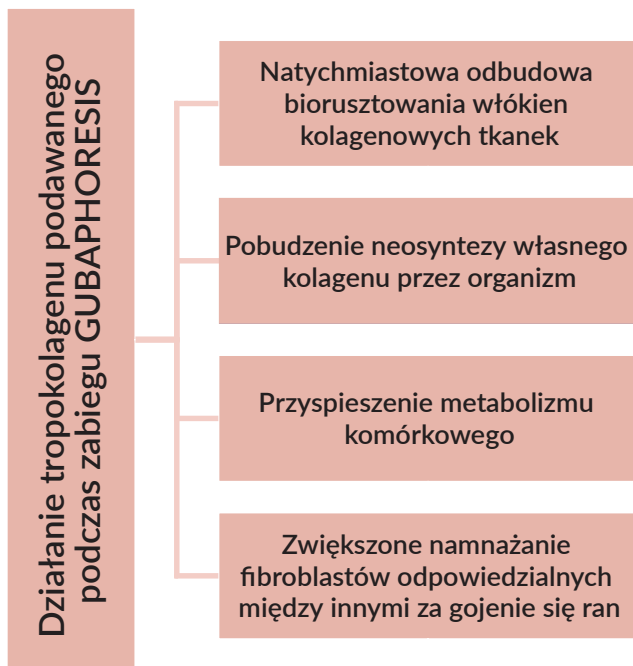 Działanie tropokolagenu podawanego
podczas zabiegu GUBAPHORESIS
Natychmiastowa odbudowa
biorusztowania włókien
kolagenowych tkanek
Pobudzenie neosyntezy własnego
kolagenu przez organizm
Przyspieszenie metabolizmu
komórkowego
Zwiększone namnażanie
fibroblastów odpowiedzialnych
między innymi za gojenie się ran